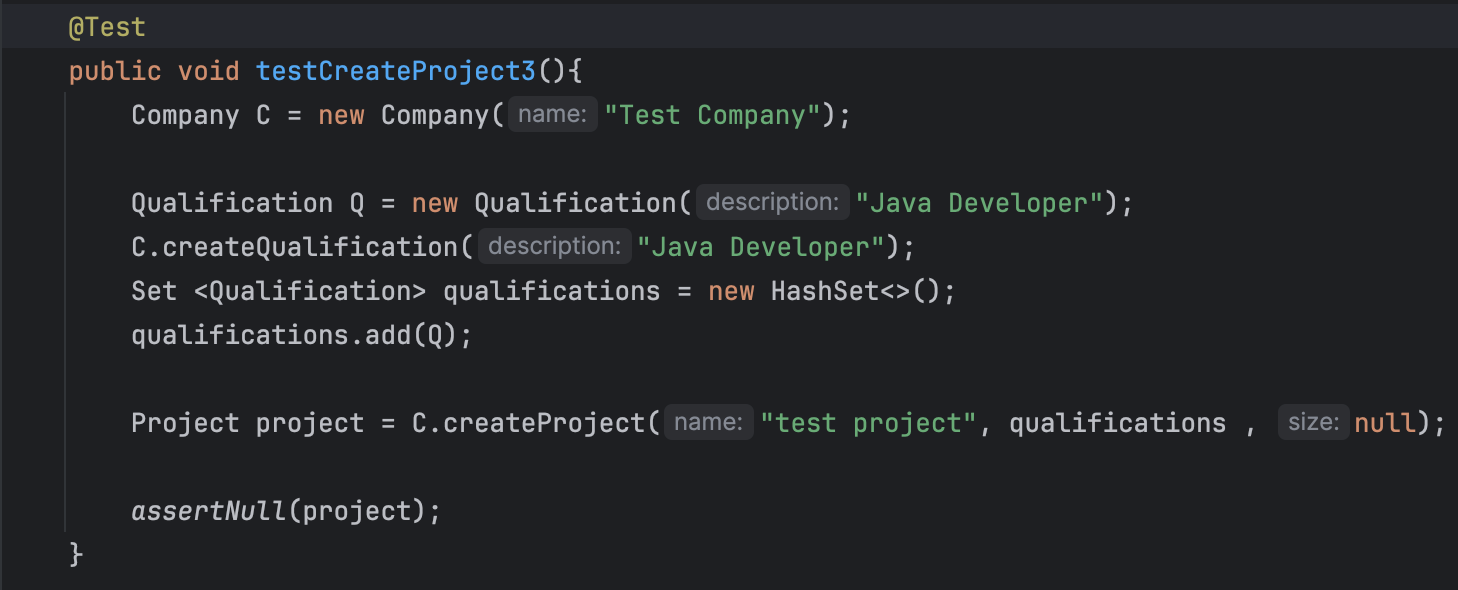 @Test
public void testCreateProject3(){
Company C = new Company( name: "Test Company");
Qualification Q = new Qualification( description: "Java Developer");
C.createQualification( description: "Java Developer");
Set <Qualification> qualifications = new HashSet<>();
qualifications.add(Q);
Project project = C.createProject( name: "test project", qualifications , size: null);
assertNull(project);
}